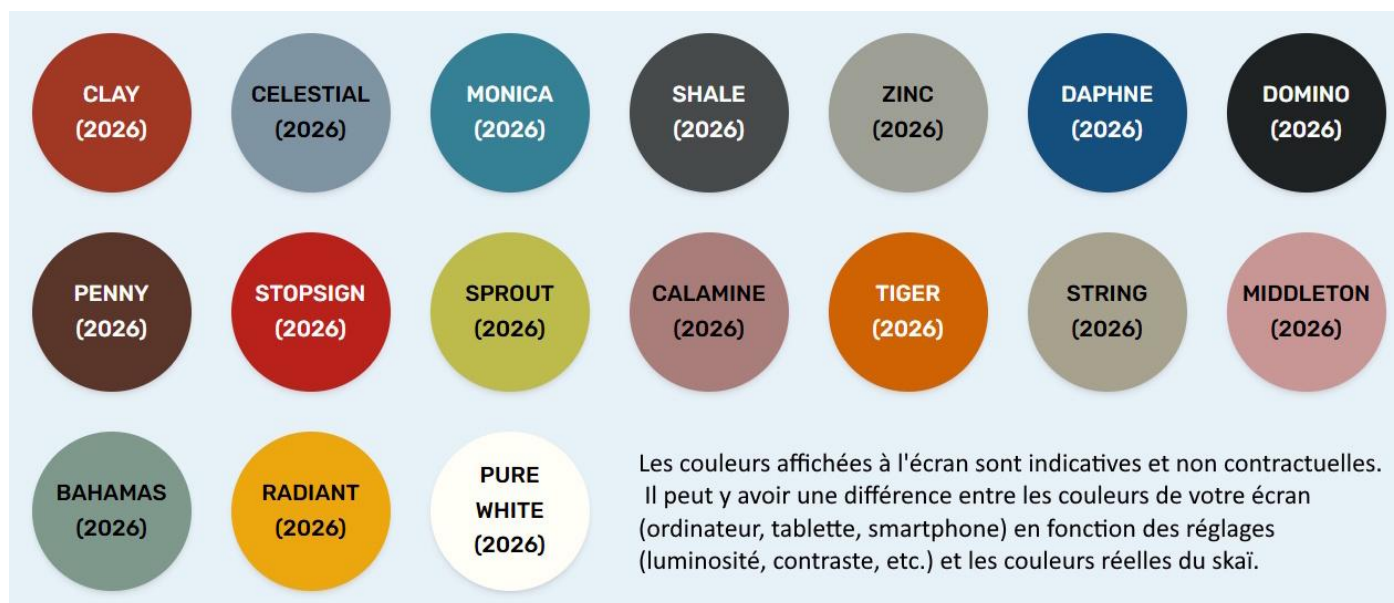 CLAY
(2026)
CELESTIAL
(2026)
MONICA
(2026)
SHALE
(2026)
ZINC
(2026)
DAPHNE
(2026)
DOMINO
(2026)
PENNY
(2026)
STOPSIGN
(2026)
SPROUT
(2026)
CALAMINE
(2026)
TIGER
(2026)
STRING
(2026)
MIDDLETON
(2026)
BAHAMAS
(2026)
RADIANT
(2026)
PURE
WHITE
(2026)
Les couleurs affichées à l'écran sont indicatives et non contractuelles.
Il peut y avoir une différence entre les couleurs de votre écran
(ordinateur, tablette, smartphone) en fonction des réglages
(luminosité, contraste, etc.) et les couleurs réelles du skaï.